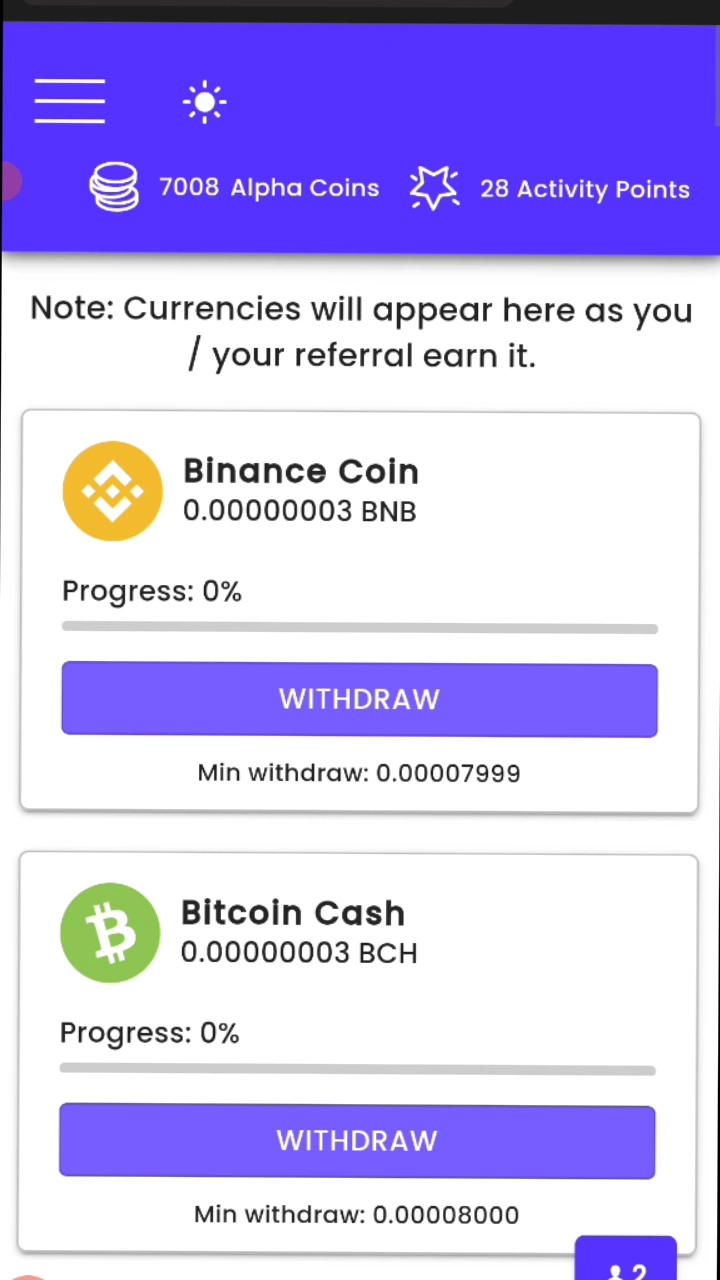 7008 Alpha Coins 28 Activity Points
Note: Currencies will appear here as you
/ your referral earn it.
Binance Coin
0.00000003 BNB
Progress: 0%
WITHDRAW
Min withdraw: 0.00007999
Bitcoin Cash
0.00000003 BCH
Progress: 0%
WITHDRAW
Min withdraw: 0.00008000
2